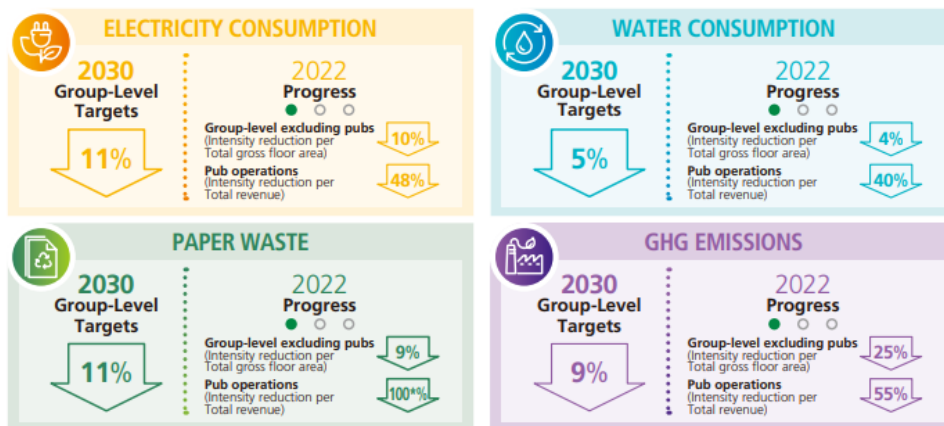 ELECTRICITY CONSUMPTION
2030
Group-Level
Targets
11%
2022
Progress
Group-level excluding pubs
(Intensity reduction per
Total gross floor area)
10%
Pub operations
(Intensity reduction per
Total revenue)
48%
WATER CONSUMPTION
2030
Group-Level
Targets
5%
2022
Progress
Group-level excluding pubs
(Intensity reduction per
Total gross floor area)
4%
Pub operations
(Intensity reduction per
Total revenue)
40%
PAPER WASTE
2030
Group-Level
Targets
11%
2022
Progress
Group-level excluding pubs
(Intensity reduction per
Total gross floor area)
9%
Pub operations
(Intensity reduction per
Total revenue)
100*%
GHG EMISSIONS
2030
Group-Level
Targets
9%
2022
Progress
Group-level excluding pubs
(Intensity reduction per
Total gross floor area)
25%
Pub operations
(Intensity reduction per
Total revenue)
55%